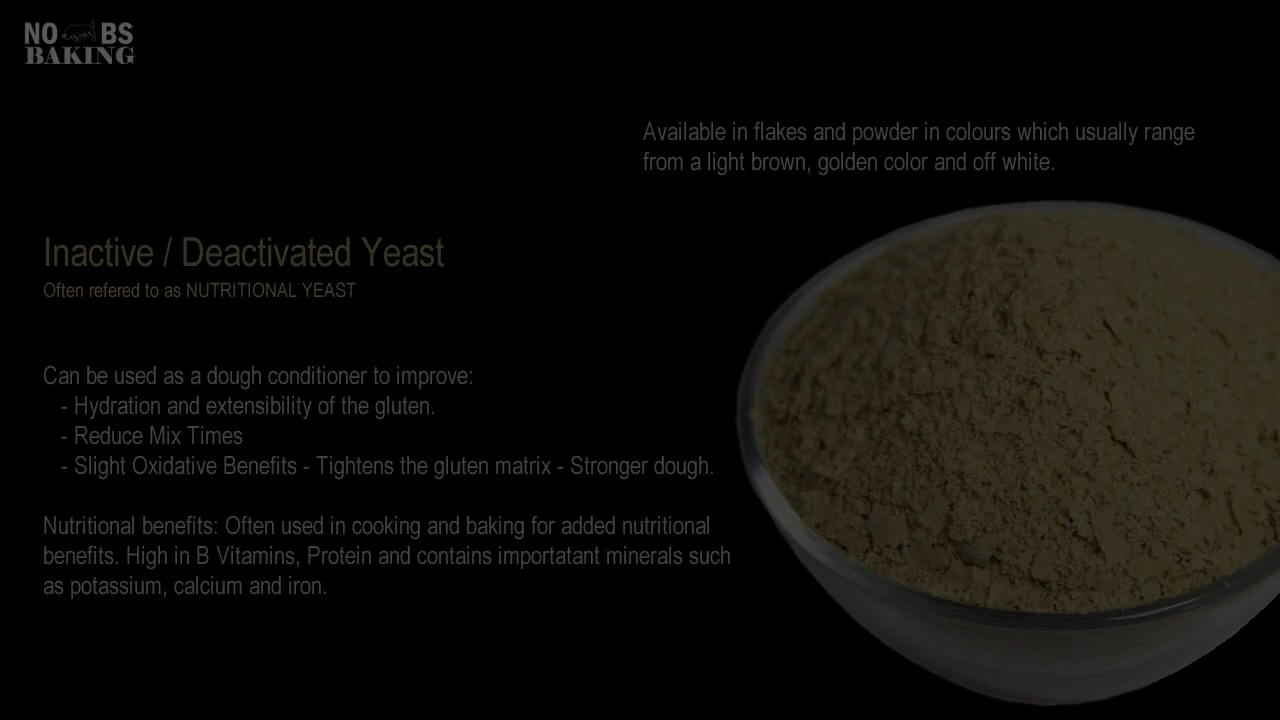 NO BS
BAKING
Available in flakes and powder in colours which usually range
from a light brown, golden color and off white.
Inactive / Deactivated Yeast
Often refered to as NUTRITIONAL YEAST
Can be used as a dough conditioner to improve:
- Hydration and extensibility of the gluten.
- Reduce Mix Times
- Slight Oxidative Benefits - Tightens the gluten matrix - Stronger dough.
Nutritional benefits: Often used in cooking and baking for added nutritional
benefits. High in B Vitamins, Protein and contains importatant minerals such
as potassium, calcium and iron.